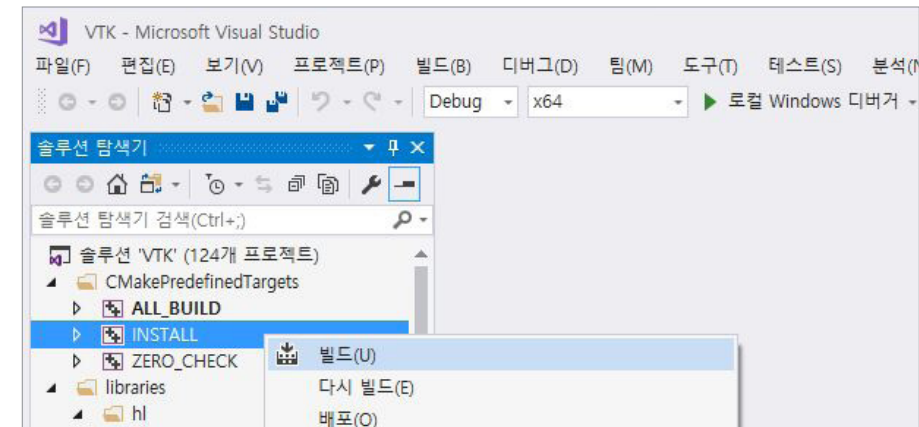 VTK - Microsoft Visual Studio
파일(F) 편집(E) 보기(V) 프로젝트(P) 빌드(B) 디버그(D) 팀(M) 도구(T) 테스트(S) 분석(N
Debug x64 로컬 Windows 디버거
솔루션 탐색기
솔루션 탐색기 검색(Ctrl+;)
솔루션 'VTK' (124개 프로젝트)
CMakePredefinedTargets
ALL_BUILD
INSTALL
빌드(U)
ZERO_CHECK
다시 빌드(E)
libraries
hl
배포(O)